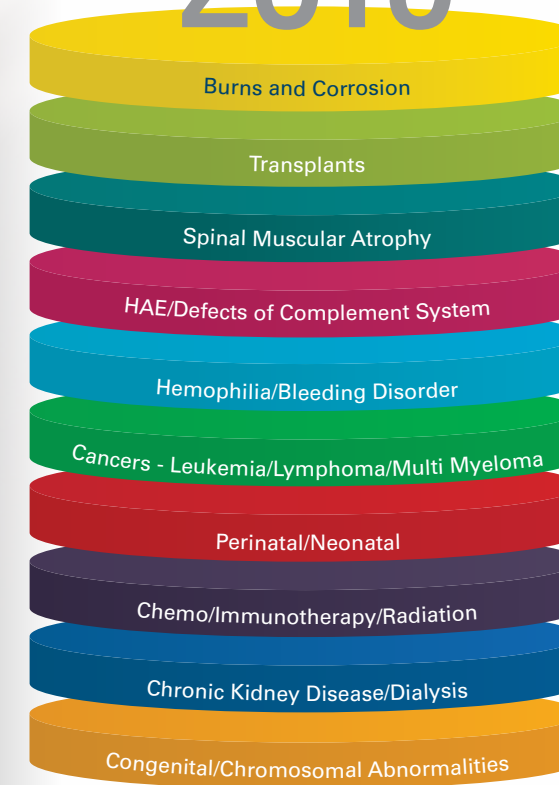 Burns and Corrosion
Transplants
Spinal Muscular Atrophy
HAE/Defects of Complement System
Hemophilia/Bleeding Disorder
Cancers - Leukemia/Lymphoma/Multi Myeloma
Perinatal/Neonatal
Chemo/Immunotherapy/Radiation
Chronic Kidney Disease/Dialysis
Congenital/Chromosomal Abnormalities